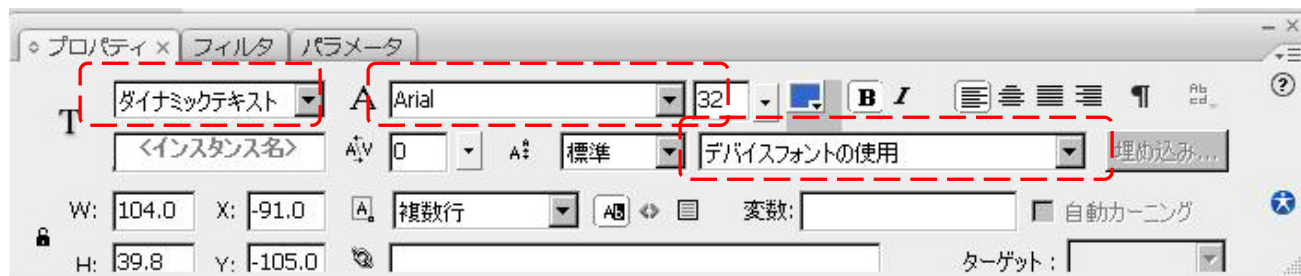 プロパティ × フィルタ パラメータ
T ダイナミックテキスト A Arial 32 B I ¶ Ab cd
<インスタンス名> A V 0 A a 標準 デバイスフォントの使用 埋め込み...
W: 104.0 X: -91.0 A 複数行 AB <> 変数: 自動カーニング
H: 39.8 Y: -105.0 ターゲット: